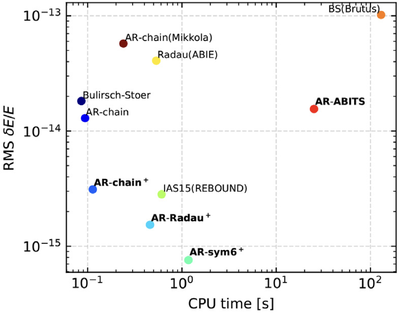 10⁻¹³
BS(Brutus)
AR-chain(Mikkola)
Radau(ABIE)
Bulirsch-Stoer
AR-ABITS
AR-chain
10⁻¹⁴
RMS δE/E
AR-chain⁺
IAS15(REBOUND)
AR-Radau⁺
AR-sym6⁺
10⁻¹⁵
10⁻¹ 10⁰ 10¹ 10²
CPU time [s]